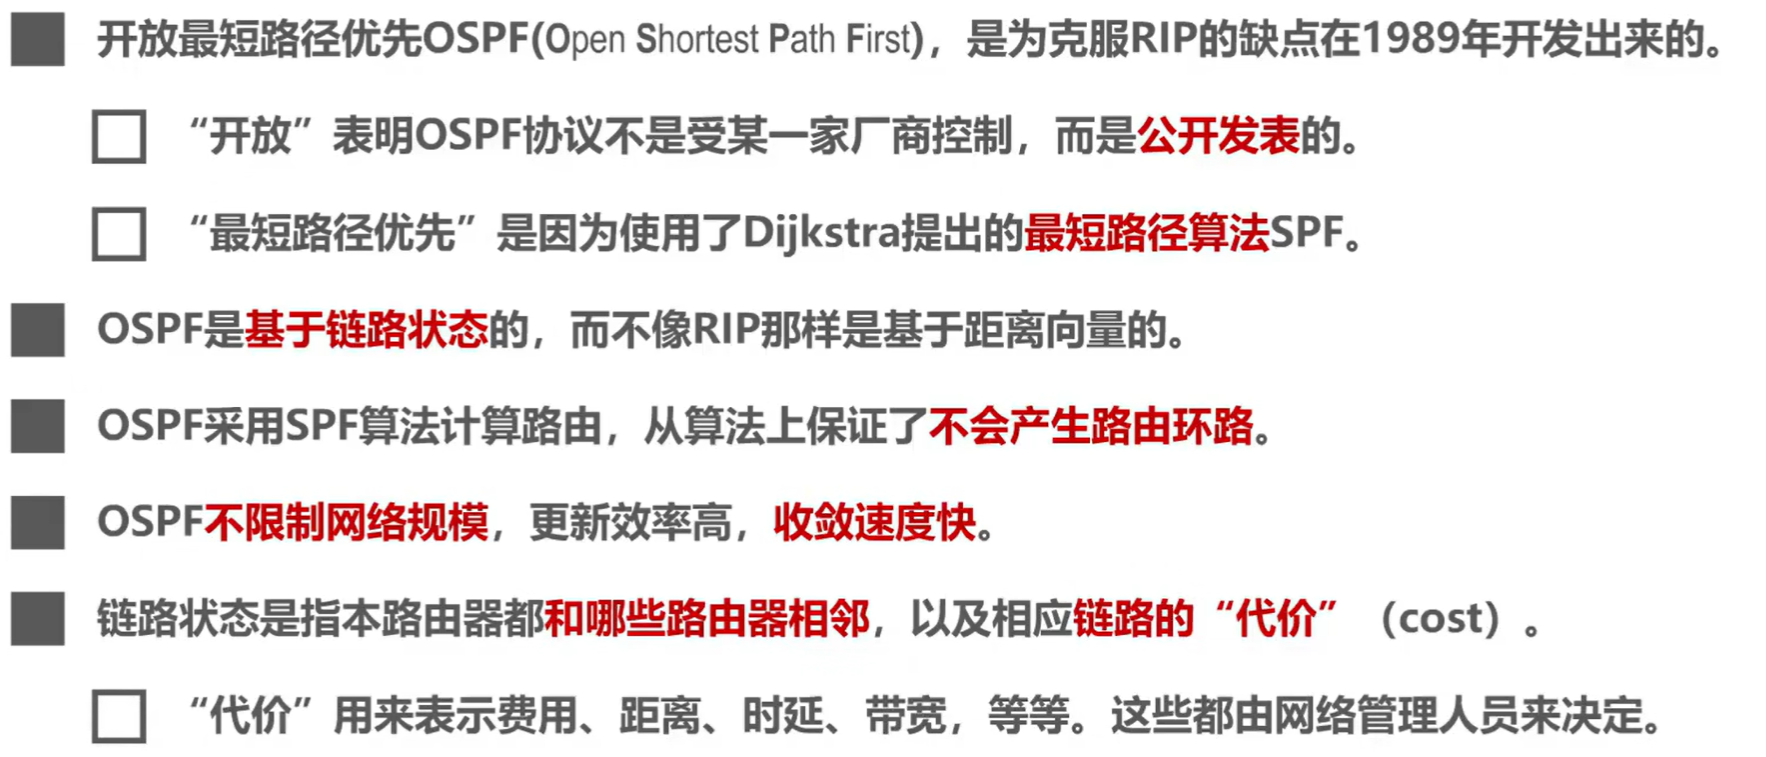 开放最短路径优先OSPF(Open Shortest Path First)，是为克服RIP的缺点在1989年开发出来的。
“开放”表明OSPF协议不是受某一家厂商控制，而是公开发表的。
“最短路径优先”是因为使用了Dijkstra提出的最短路径算法SPF。
OSPF是基于链路状态的，而不像RIP那样是基于距离向量的。
OSPF采用SPF算法计算路由，从算法上保证了不会产生路由环路。
OSPF不限制网络规模，更新效率高，收敛速度快。
链路状态是指本路由器都和哪些路由器相邻，以及相应链路的“代价”（cost）。
“代价”用来表示费用、距离、时延、带宽，等等。这些都由网络管理人员来决定。